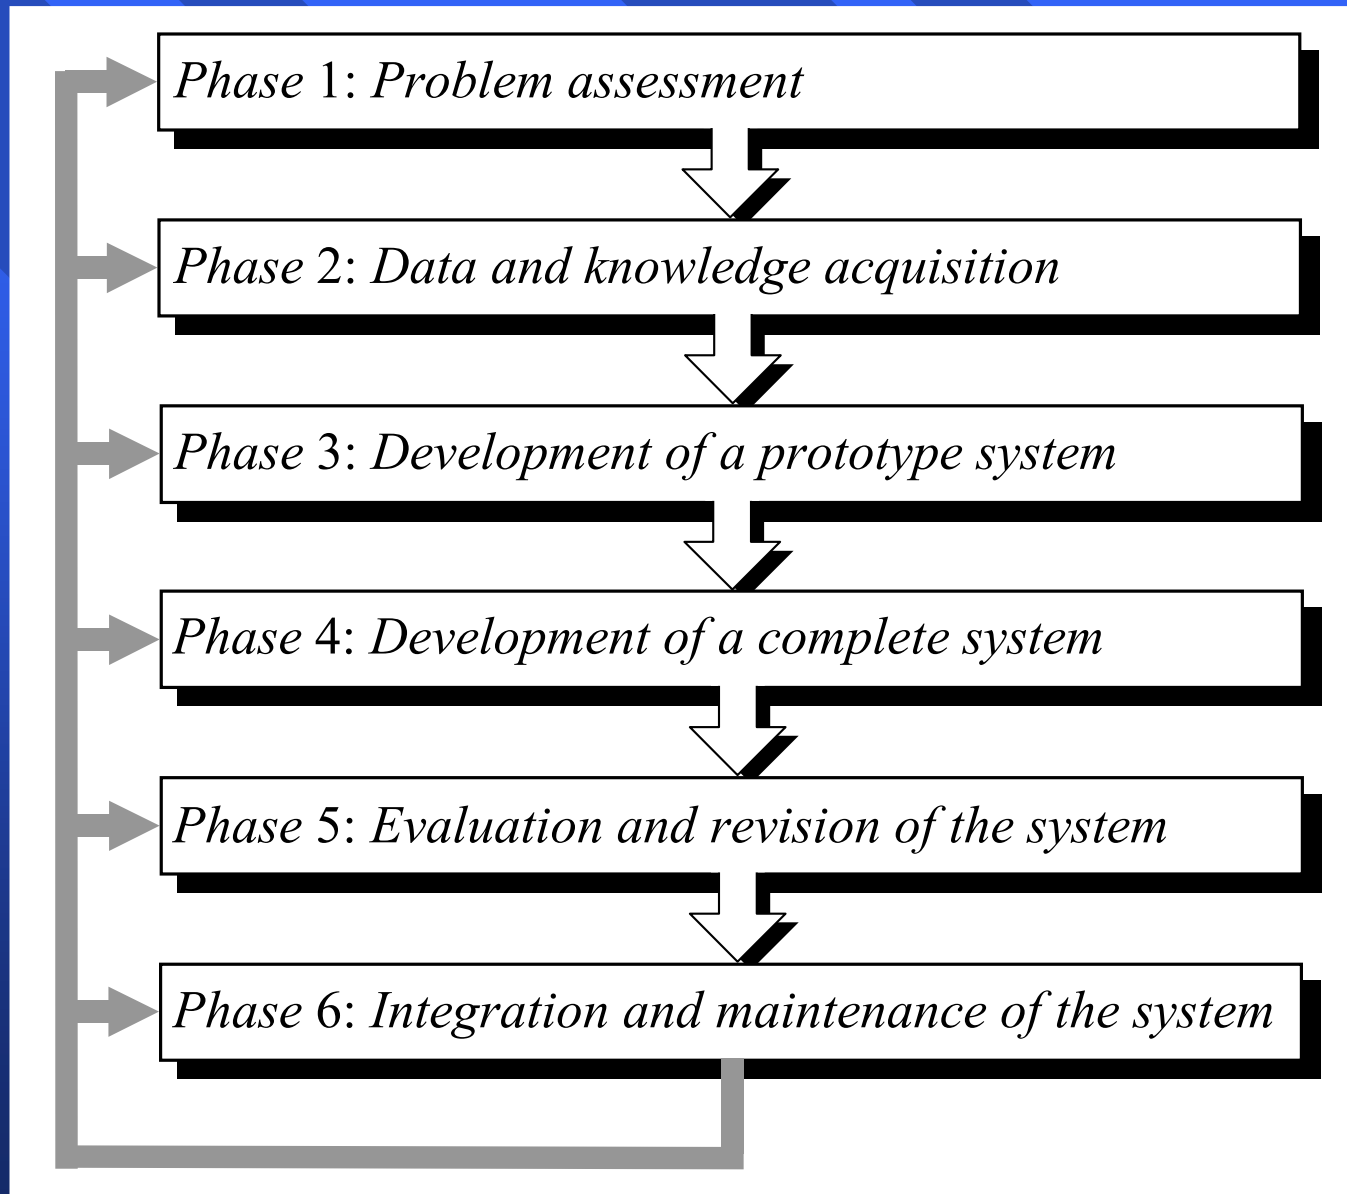 Phase 1: Problem assessment
Phase 2: Data and knowledge acquisition
Phase 3: Development of a prototype system
Phase 4: Development of a complete system
Phase 5: Evaluation and revision of the system
Phase 6: Integration and maintenance of the system